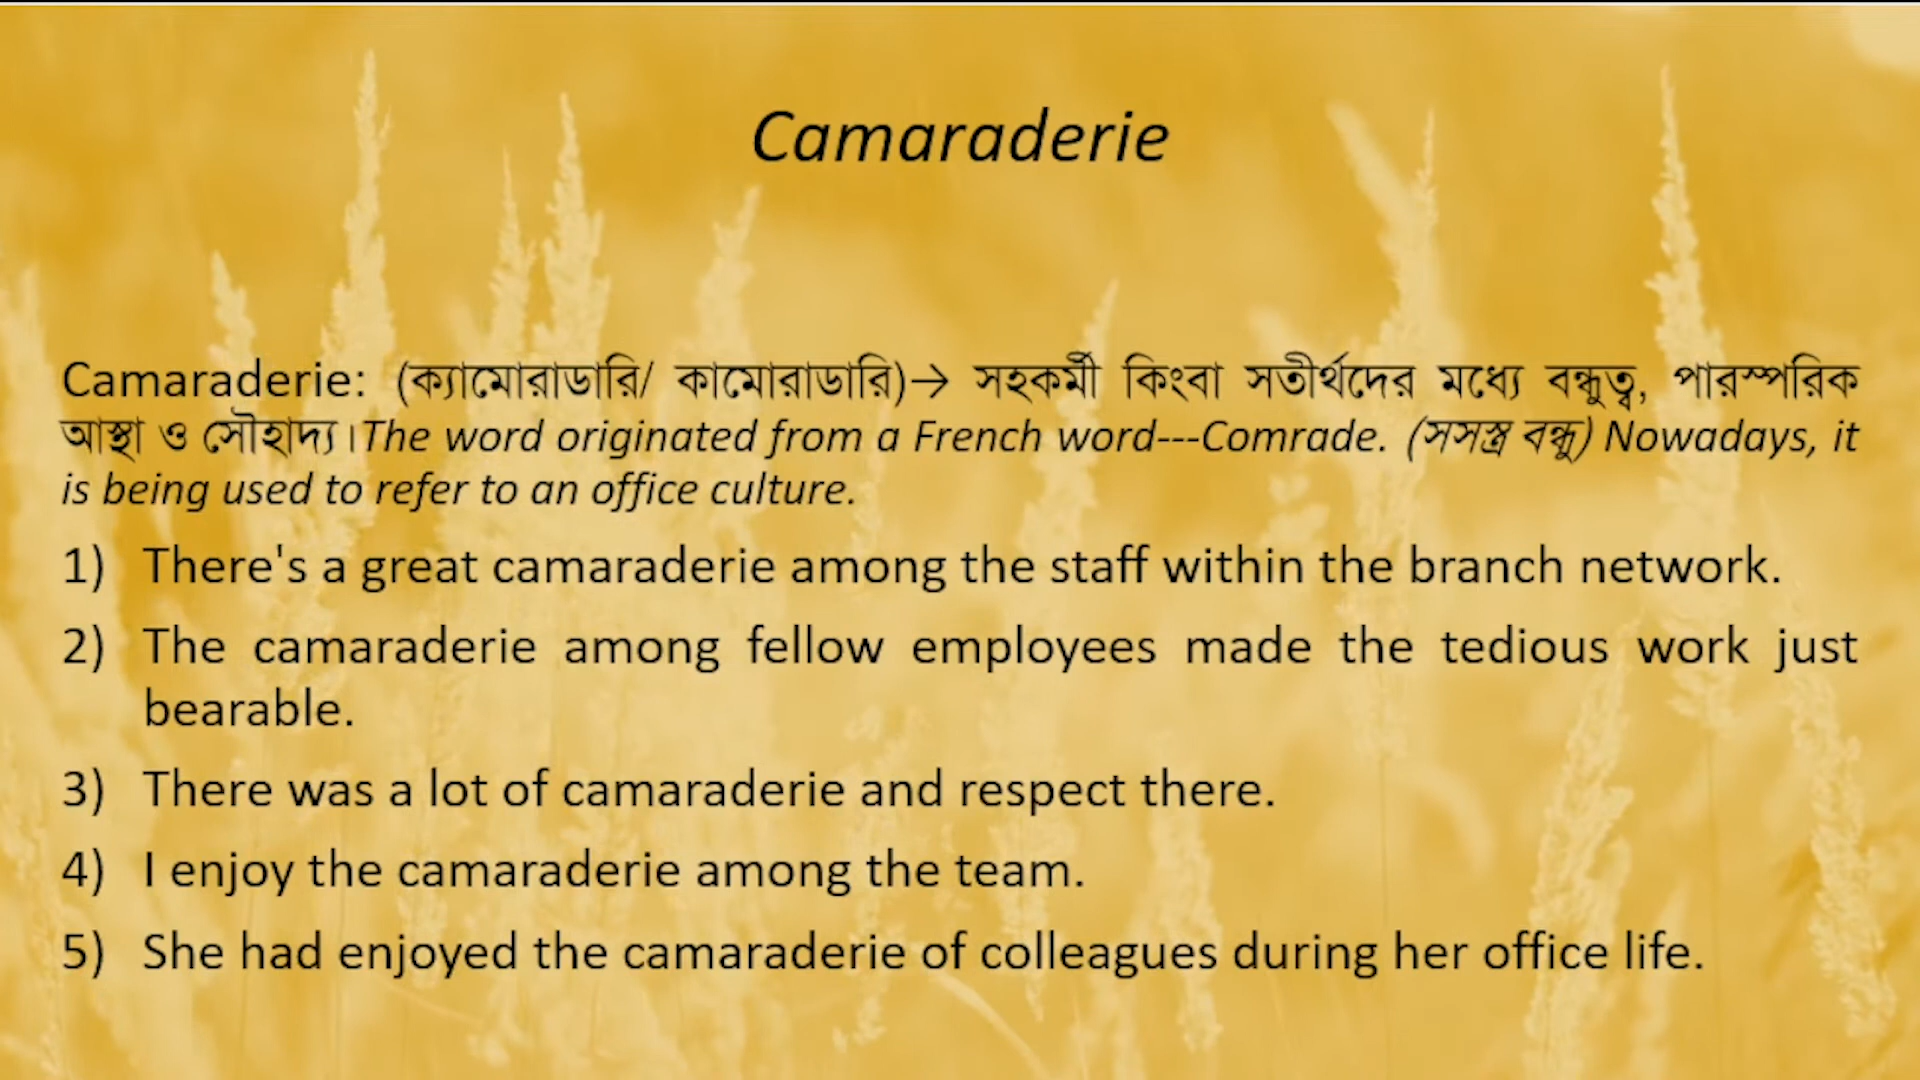 Camaraderie
Camaraderie: (ক্যামোরাডারি/ কামোরাডারি)→ সহকর্মী কিংবা সতীর্থদের মধ্যে বন্ধুত্ব, পারস্পরিক
আস্থা ও সৌহাদ্য।The word originated from a French word---Comrade. (সসস্ত্র বন্ধু) Nowadays, it
is being used to refer to an office culture.
1) There's a great camaraderie among the staff within the branch network.
2) The camaraderie among fellow employees made the tedious work just
bearable.
3) There was a lot of camaraderie and respect there.
4) I enjoy the camaraderie among the team.
5) She had enjoyed the camaraderie of colleagues during her office life.